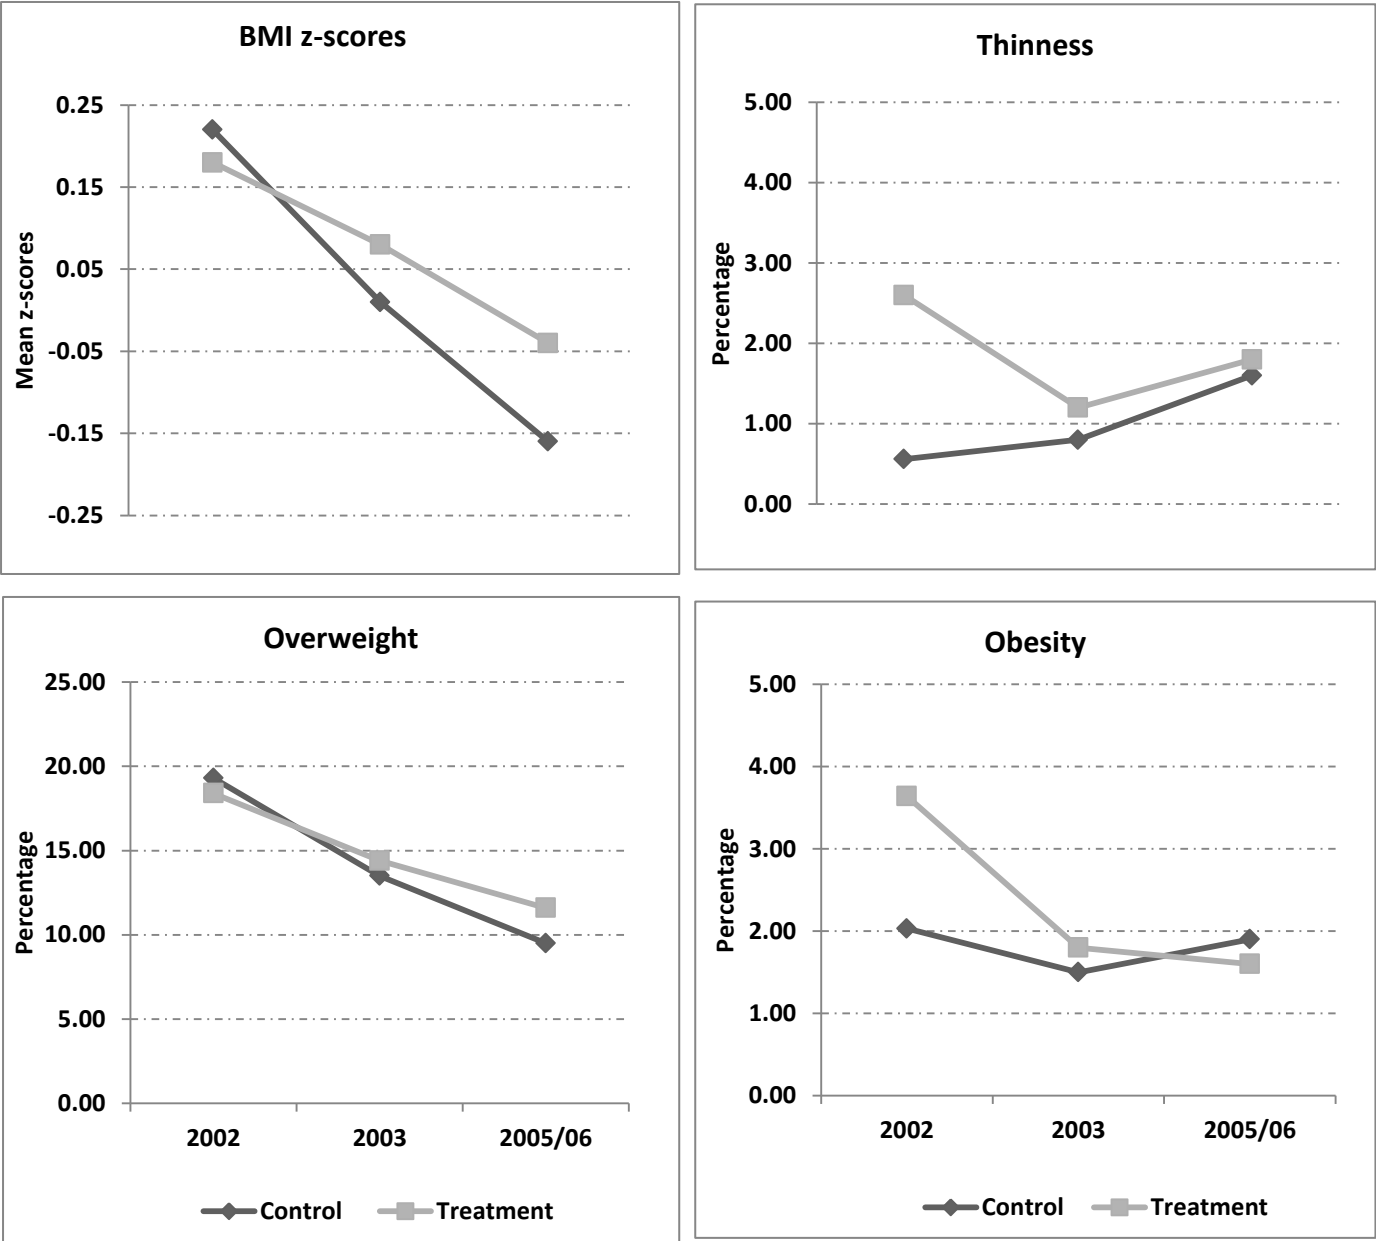 BMI z-scores
0.25
0.15
0.05
-0.05
-0.15
-0.25
Mean z-scores
Thinness
5.00
4.00
3.00
2.00
1.00
0.00
Percentage
Overweight
25.00
20.00
15.00
10.00
5.00
0.00
Percentage
2002 2003 2005/06
Control Treatment
Obesity
5.00
4.00
3.00
2.00
1.00
0.00
Percentage
2002 2003 2005/06
Control Treatment